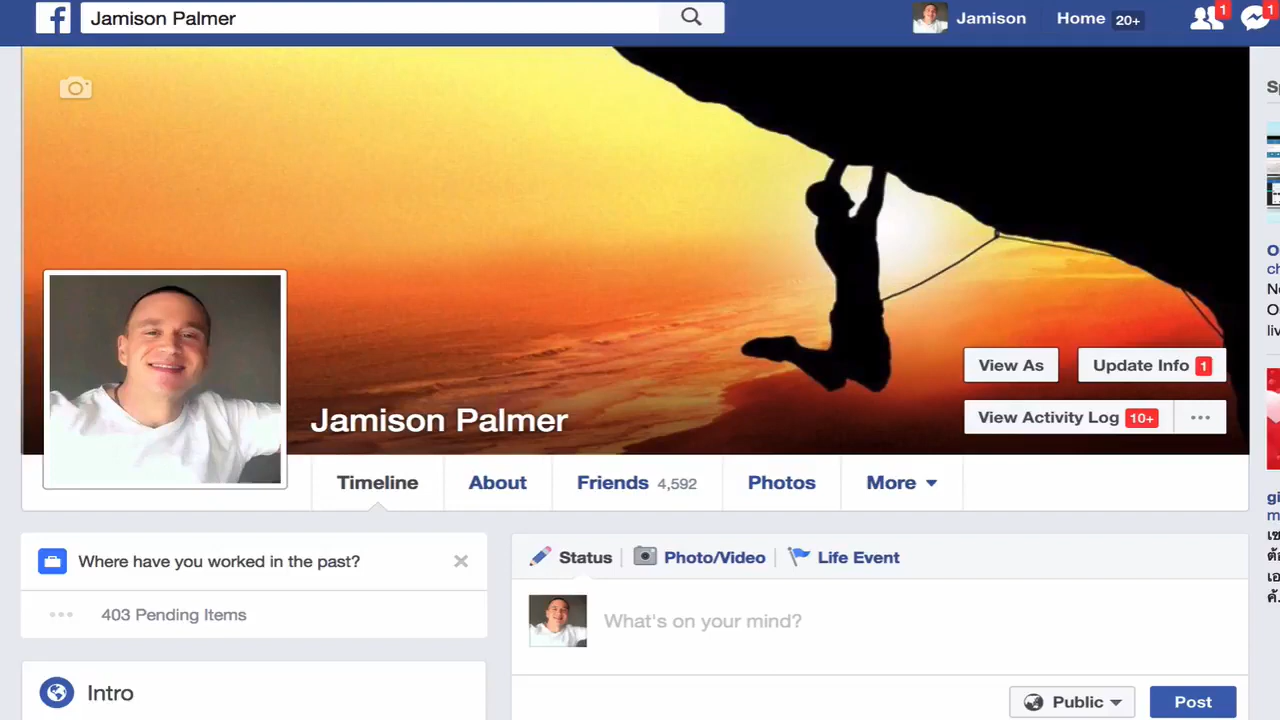 f Jamison Palmer
Jamison Home 20+ 1 1
View As Update Info 1
View Activity Log 10+
Jamison Palmer
Timeline About Friends 4,592 Photos More
Where have you worked in the past?
403 Pending Items
Intro
Status Photo/Video Life Event
What's on your mind?
Public Post